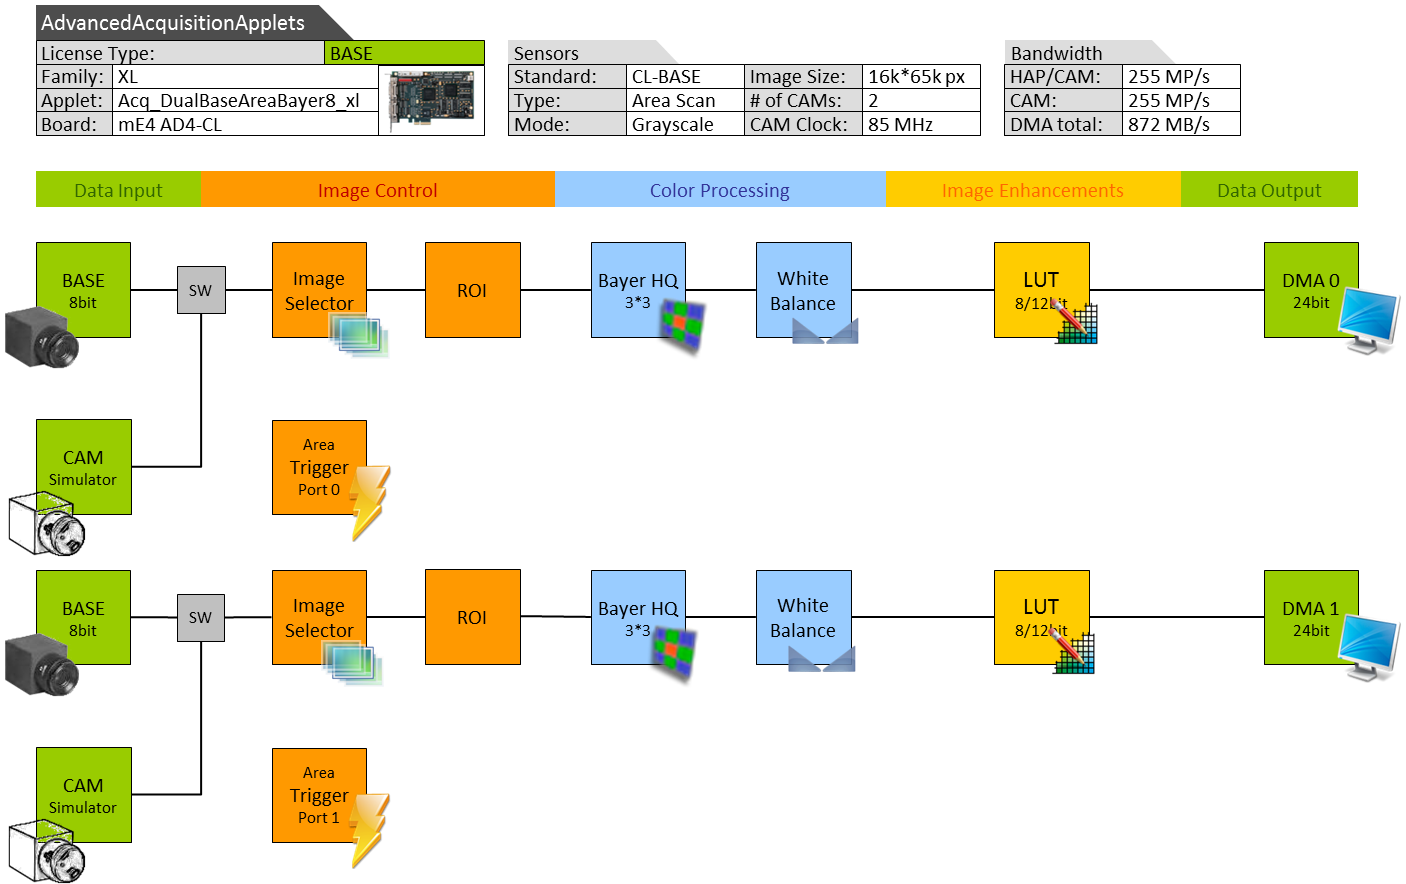 AdvancedAcquisitionApplets
License Type: BASE
Family: XL
Applet: Acq_DualBaseAreaBayer8_xl
Board: mE4 AD4-CL
Sensors
Standard: CL-BASE Image Size: 16k*65k px
Type: Area Scan # of CAMs: 2
Mode: Grayscale CAM Clock: 85 MHz
Bandwidth
HAP/CAM: 255 MP/s
CAM: 255 MP/s
DMA total: 872 MB/s
Data Input Image Control Color Processing Image Enhancements Data Output
BASE
8bit
SW
Image
Selector
ROI
Bayer HQ
3*3
White
Balance
LUT
8/12bit
DMA 0
24bit
CAM
Simulator
Area
Trigger
Port 0
BASE
8bit
SW
Image
Selector
ROI
Bayer HQ
3*3
White
Balance
LUT
8/12bit
DMA 1
24bit
CAM
Simulator
Area
Trigger
Port 1